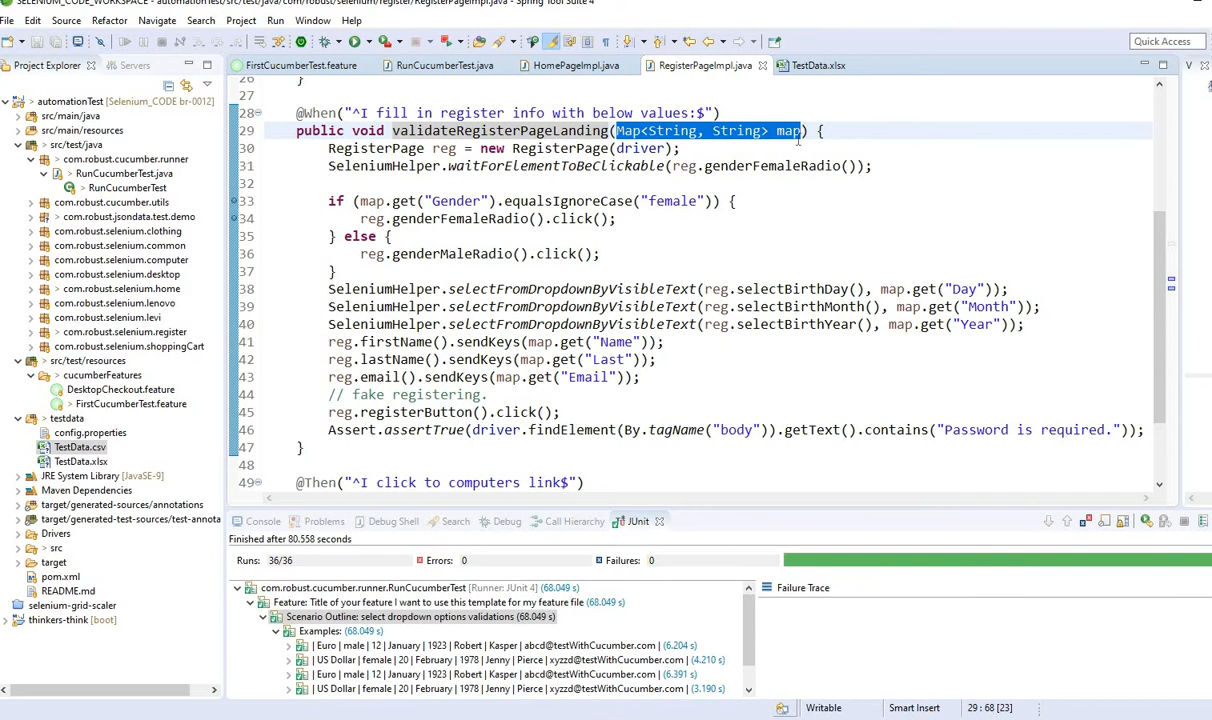 SELENIUM_CODE_WORKSPACE - automationTest/src/test/java/com/robust/selenium/register/RegisterPageImpl.java - Spring Tool Suite 4
File Edit Source Refactor Navigate Search Project Run Window Help
Quick Access
Project Explorer Servers
FirstCucumberTest.feature RunCucumberTest.java HomePageImpl.java RegisterPageImpl.java TestData.xlsx
automationTest [Selenium_CODE br-0012]
src/main/java
src/main/resources
src/test/java
com.robust.cucumber.runner
RunCucumberTest.java
RunCucumberTest
com.robust.cucumber.utils
com.robust.jsondata.test.demo
com.robust.selenium.clothing
com.robust.selenium.common
com.robust.selenium.computer
com.robust.selenium.desktop
com.robust.selenium.home
com.robust.selenium.lenovo
com.robust.selenium.levi
com.robust.selenium.register
com.robust.selenium.shoppingCart
src/test/resources
cucumberFeatures
DesktopCheckout.feature
FirstCucumberTest.feature
testdata
config.properties
TestData.csv
TestData.xlsx
JRE System Library [JavaSE-9]
Maven Dependencies
target/generated-sources/annotations
target/generated-test-sources/test-annota
Drivers
src
target
pom.xml
README.md
selenium-grid-scaler
thinkers-think [boot]
26 }
27
28 @When("^I fill in register info with below values:$")
29 public void validateRegisterPageLanding(Map<String, String> map) {
30 RegisterPage reg = new RegisterPage(driver);
31 SeleniumHelper.waitForElementToBeClickable(reg.genderFemaleRadio());
32
33 if (map.get("Gender").equalsIgnoreCase("female")) {
34 reg.genderFemaleRadio().click();
35 } else {
36 reg.genderMaleRadio().click();
37 }
38 SeleniumHelper.selectFromDropdownByVisibleText(reg.selectBirthDay(), map.get("Day"));
39 SeleniumHelper.selectFromDropdownByVisibleText(reg.selectBirthMonth(), map.get("Month"));
40 SeleniumHelper.selectFromDropdownByVisibleText(reg.selectBirthYear(), map.get("Year"));
41 reg.firstName().sendKeys(map.get("Name"));
42 reg.lastName().sendKeys(map.get("Last"));
43 reg.email().sendKeys(map.get("Email"));
44 // fake registering.
45 reg.registerButton().click();
46 Assert.assertTrue(driver.findElement(By.tagName("body")).getText().contains("Password is required."));
47 }
48
49 @Then("^I click to computers link$")
Console Problems Debug Shell Search Debug Call Hierarchy JUnit
Finished after 80.558 seconds
Runs: 36/36 Errors: 0 Failures: 0
com.robust.cucumber.runner.RunCucumberTest [Runner: JUnit 4] (68.049 s)
Feature: Title of your feature I want to use this template for my feature file (68.049 s)
Scenario Outline: select dropdown options validations (68.049 s)
Examples: (68.049 s)
| Euro | male | 12 | January | 1923 | Robert | Kasper | abcd@testWithCucumber.com | (6.204 s)
| US Dollar | female | 20 | February | 1978 | Jenny | Pierce | xyzzd@testWithCucumber.com | (4.210 s)
| Euro | male | 12 | January | 1923 | Robert | Kasper | abcd@testWithCucumber.com | (6.391 s)
| US Dollar | female | 20 | February | 1978 | Jenny | Pierce | xyzzd@testWithCucumber.com | (3.190 s)
Failure Trace
Writable Smart Insert 29 : 68 [23]